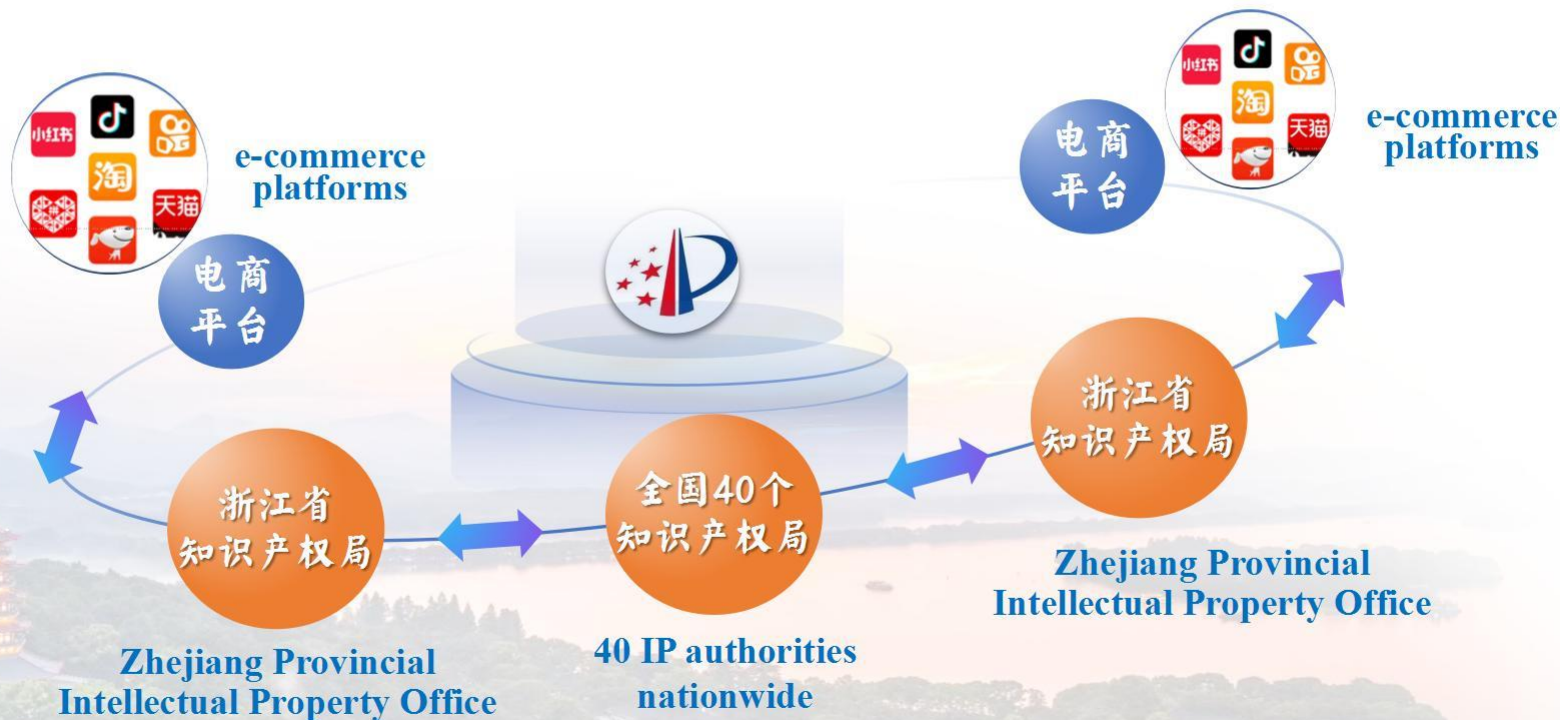 小红书
淘
天猫
e-commerce
platforms
电商
平台
小红书
淘
天猫
e-commerce
platforms
电商
平台
浙江省
知识产权局
Zhejiang Provincial
Intellectual Property Office
全国40个
知识产权局
40 IP authorities
nationwide
浙江省
知识产权局
Zhejiang Provincial
Intellectual Property Office